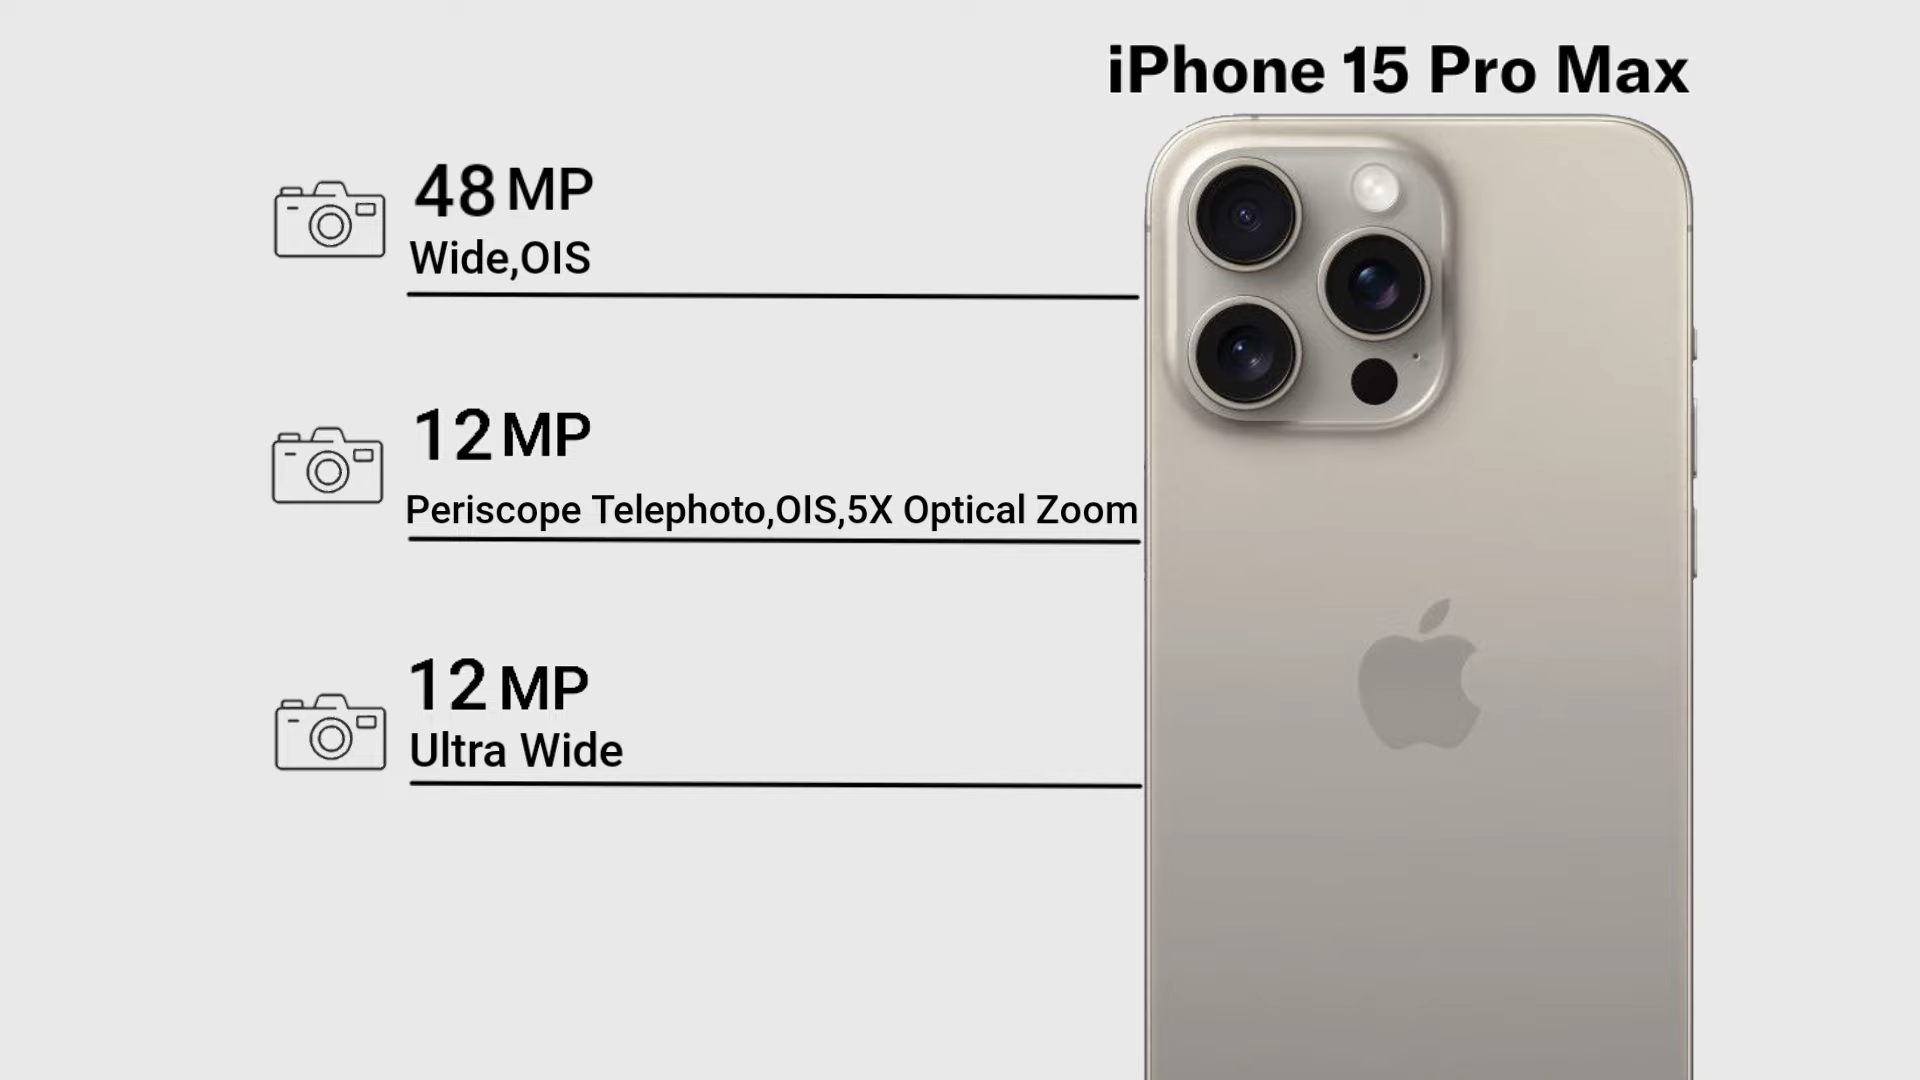 iPhone 15 Pro Max
48 MP
Wide,OIS
12 MP
Periscope Telephoto,OIS,5X Optical Zoom
12 MP
Ultra Wide